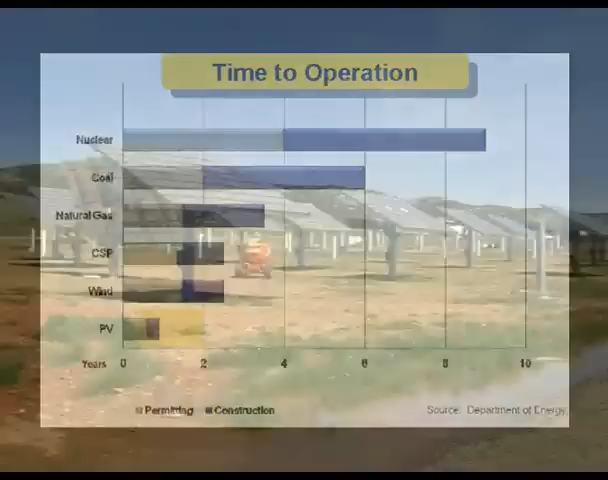 Time to Operation
Nuclear
Coal
Natural Gas
CSP
Wind
PV
Years 0 2 4 6 8 10
Permitting Construction
Source: Department of Energy